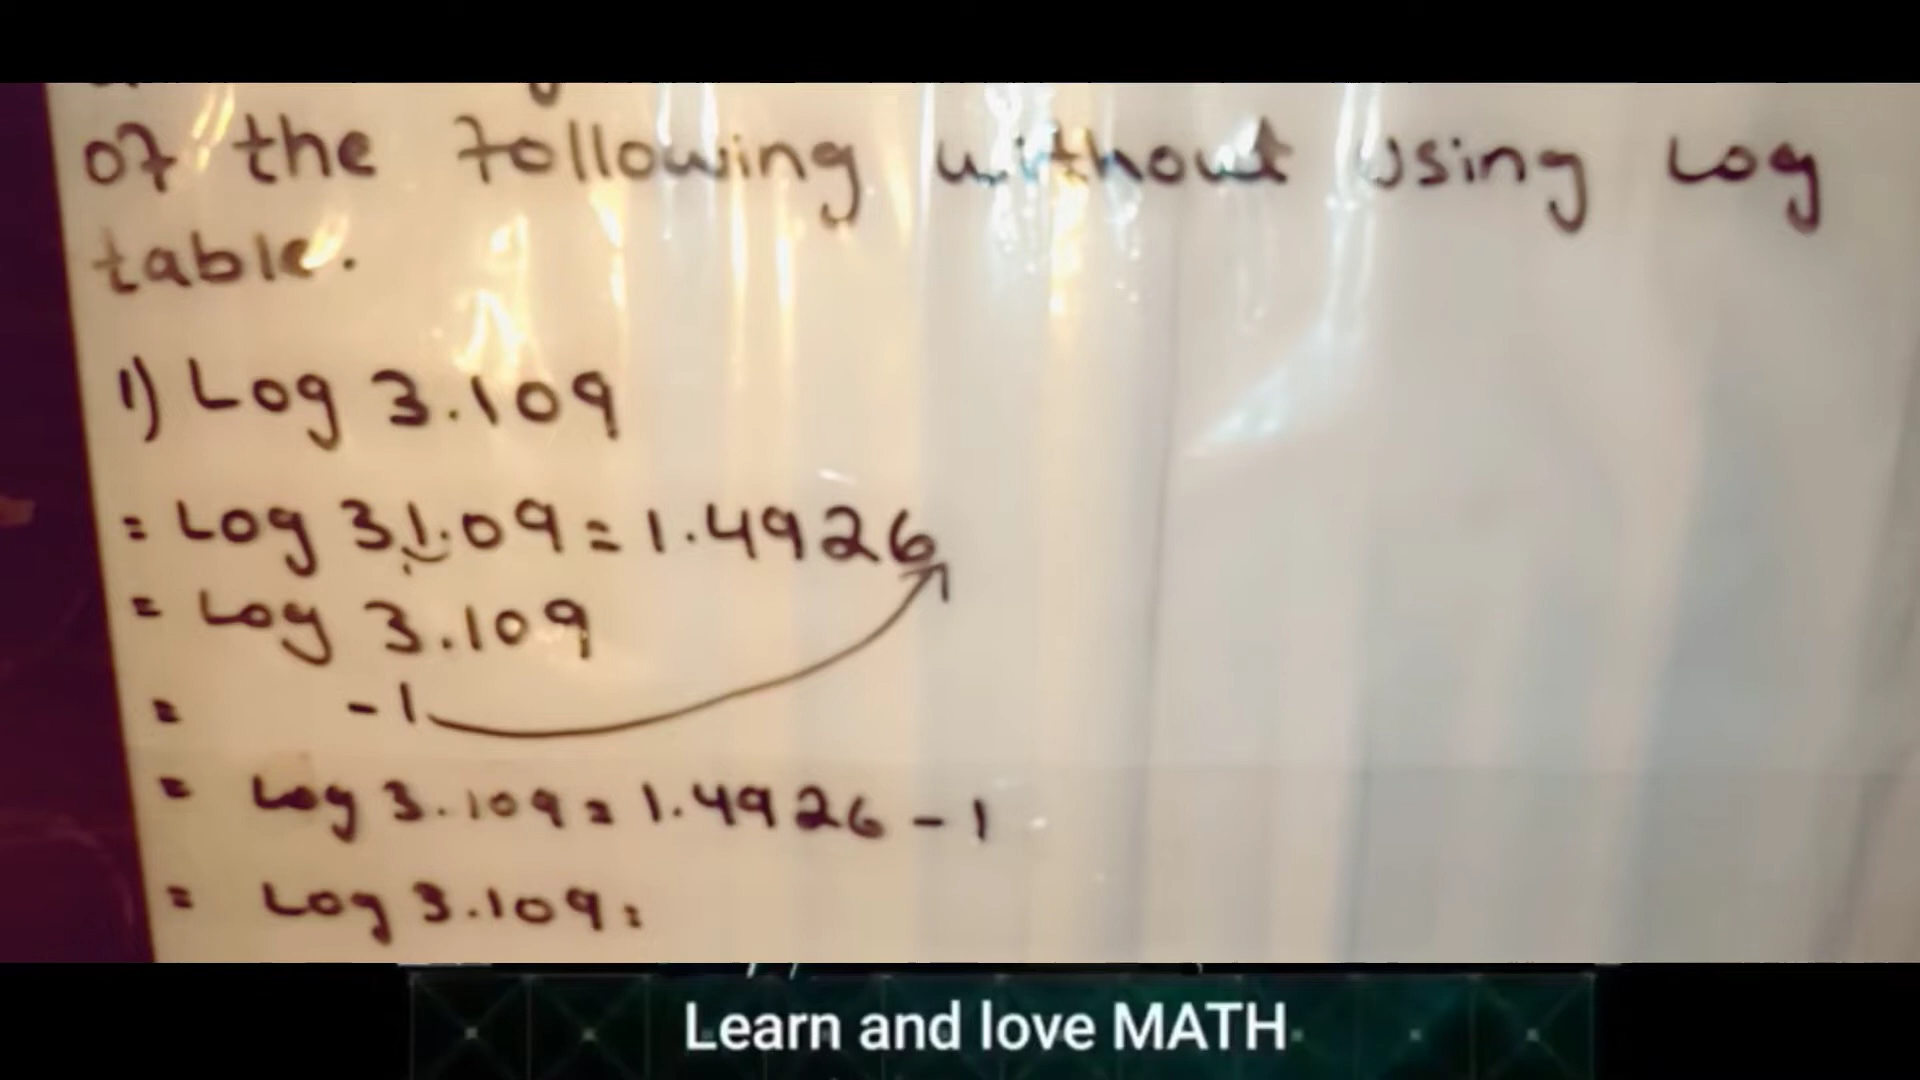 of the following without using Log
table.
1) Log 3.109
= Log 31.09 = 1.4926
= Log 3.109
= -1
= Log 3.109 = 1.4926 - 1
= Log 3.109 =
Learn and love MATH